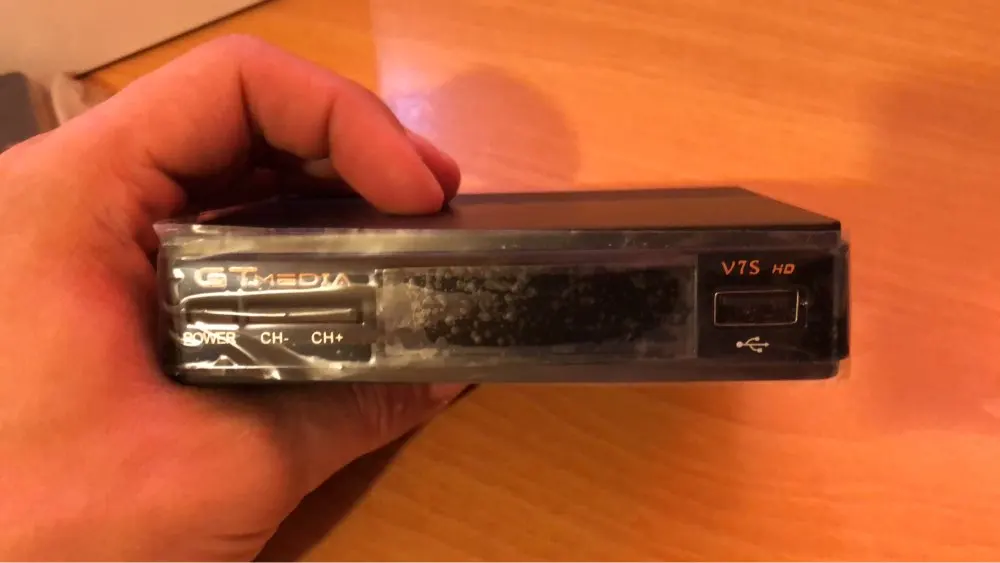 GTMEDIA
POWER CH- CH+
V7S HD